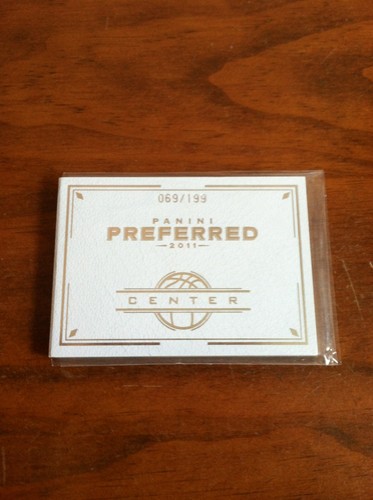 069/199
PANINI
PREFERRED
2011
CENTER